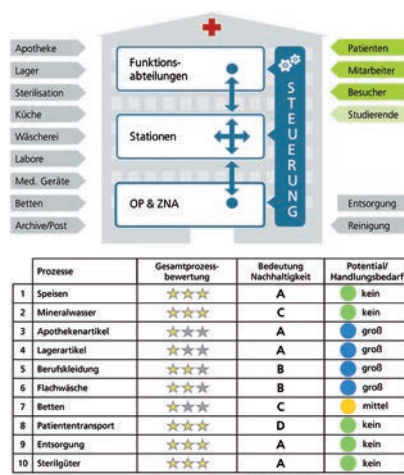 Apotheke
Lager
Sterilisation
Küche
Wäscherei
Labore
Med. Geräte
Betten
Archive/Post
Funktions-
abteilungen
Stationen
OP & ZNA
STEUERUNG
Patienten
Mitarbeiter
Besucher
Studierende
Entsorgung
Reinigung
Prozesse Gesamtprozess- bewertung Bedeutung Nachhaltigkeit Potential/ Handlungsbedarf
1 Speisen A kein
2 Mineralwasser C kein
3 Apothekenartikel A groß
4 Lagerartikel A groß
5 Berufskleidung B groß
6 Flachwäsche B groß
7 Betten C mittel
8 Patiententransport D kein
9 Entsorgung A kein
10 Sterilgüter A kein